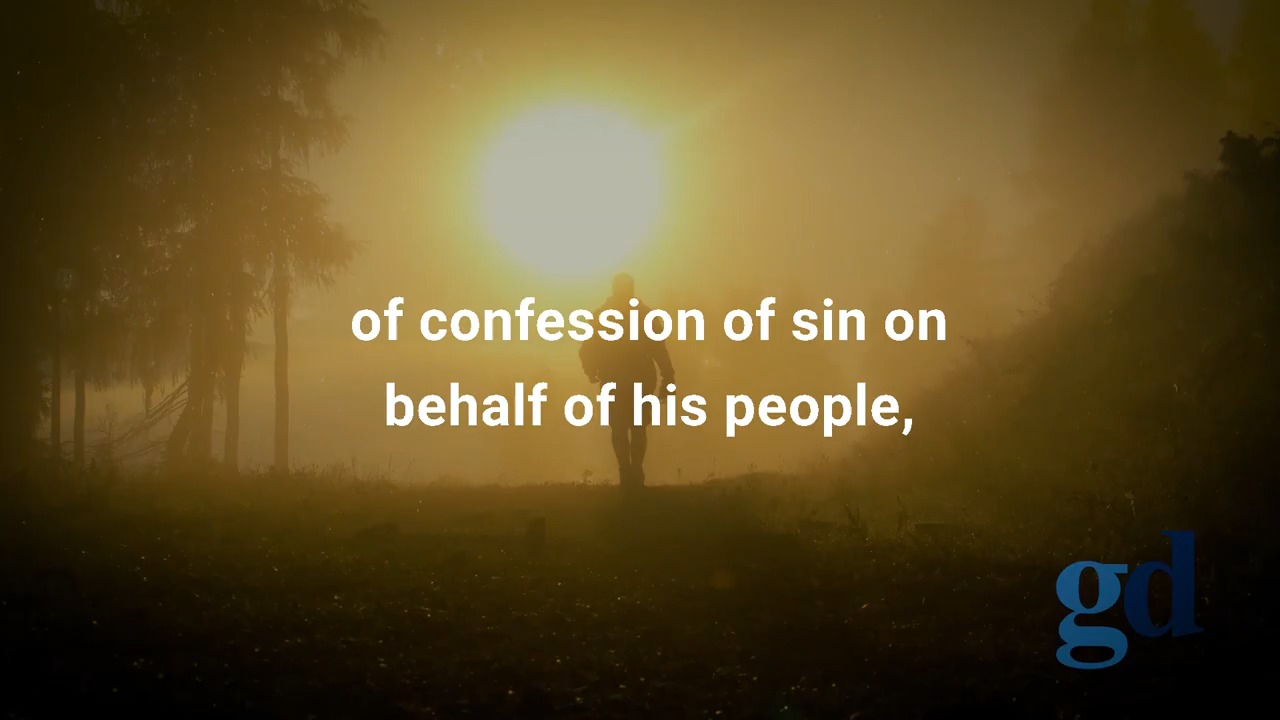 of confession of sin on
behalf of his people,
gd